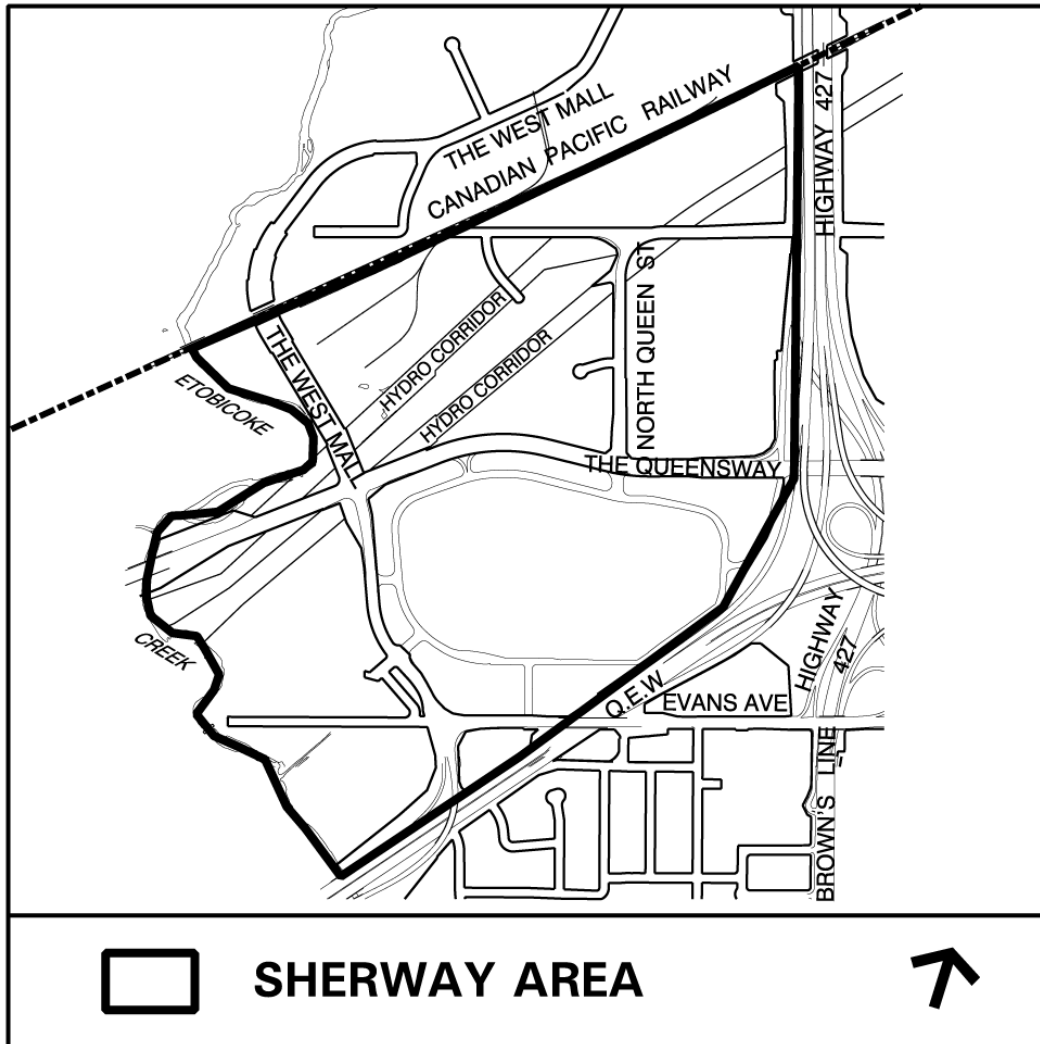 HIGHWAY 427
THE WEST MALL
CANADIAN PACIFIC RAILWAY
NORTH QUEEN ST
HYDRO CORRIDOR
HYDRO CORRIDOR
THE WEST MALL
ETOBICOKE
THE QUEENSWAY
CREEK
HIGHWAY
427
Q.E.W
EVANS AVE
BROWN'S LINE
SHERWAY AREA